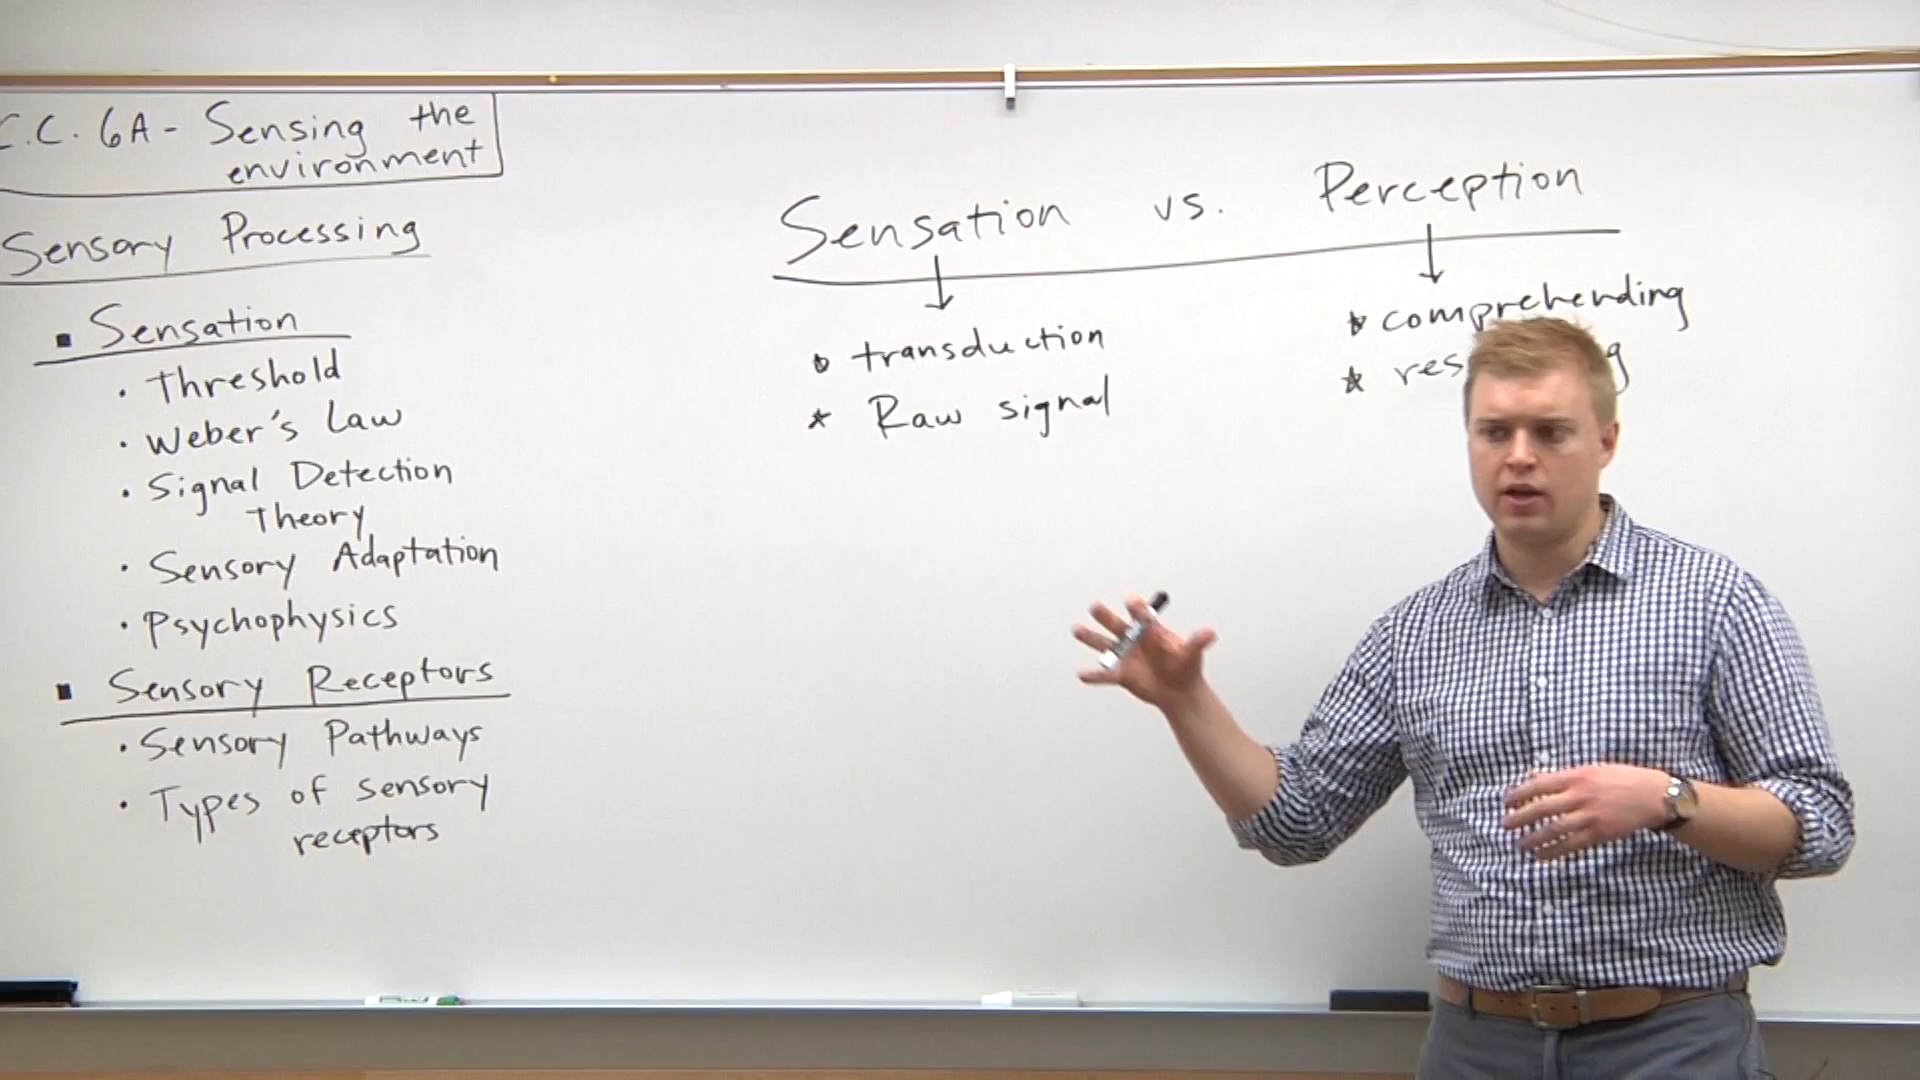 C.C. 6A - Sensing the
environment
Sensory Processing
▪ Sensation
• Threshold
• Weber's Law
• Signal Detection
Theory
• Sensory Adaptation
• Psychophysics
▪ Sensory Receptors
• Sensory Pathways
• Types of sensory
receptors
Sensation vs. Perception
* transduction
* Raw signal
* comprehending
*